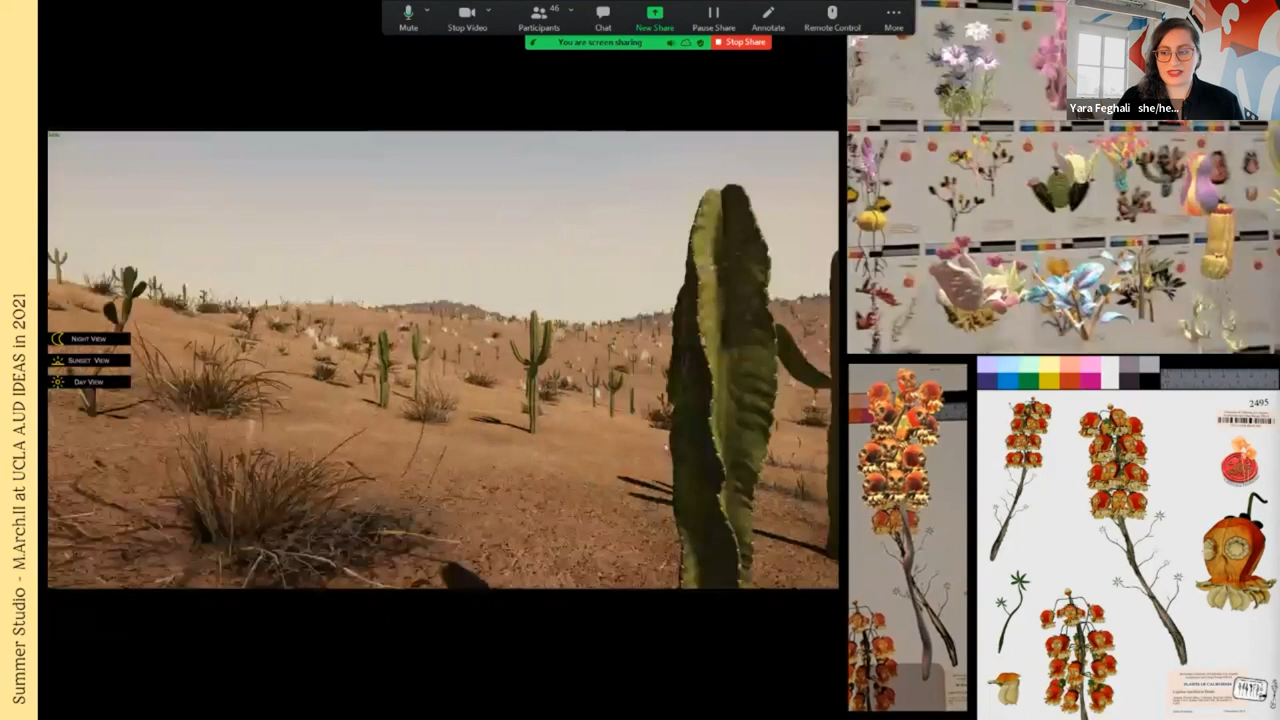 46
Mute
Stop Video
Participants
Chat
New Share
Pause Share
Annotate
Remote Control
More
You are screen sharing
Stop Share
Yara Feghali she/he...
Summer Studio - M.Arch.II at UCLA AUD IDEAS in 2021
NIGHT VIEW
SUNSET VIEW
DAY VIEW
2495
PLANTS OF CALIFORNIA